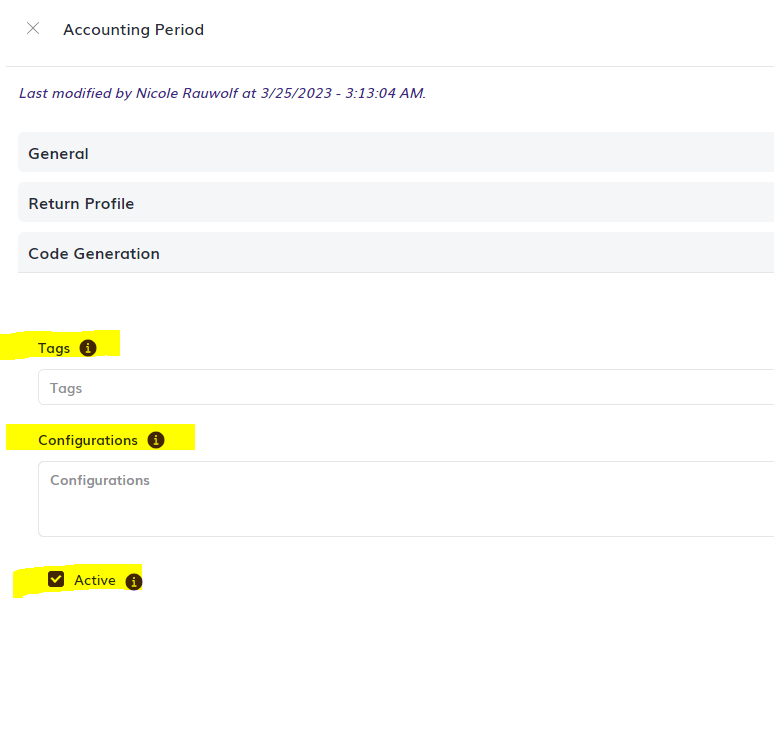 Accounting Period
Last modified by Nicole Rauwolf at 3/25/2023 - 3:13:04 AM.
General
Return Profile
Code Generation
Tags
Tags
Configurations
Configurations
Active